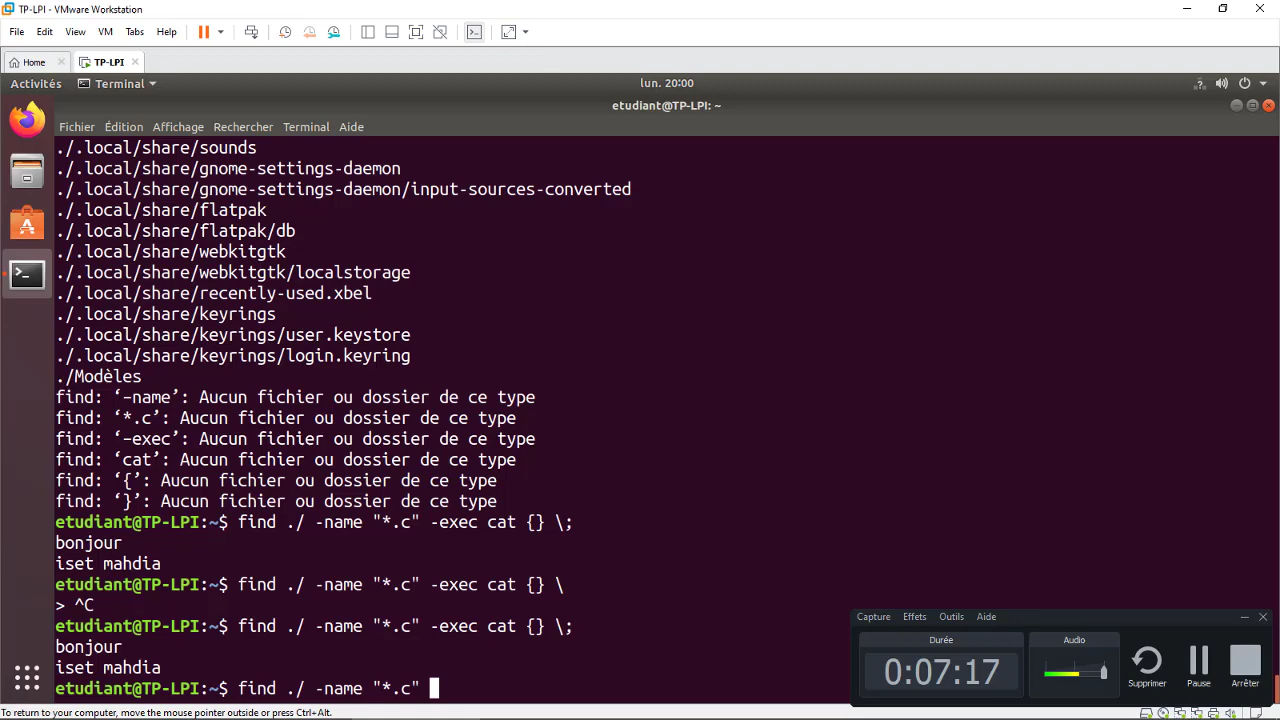 TP-LPI - VMware Workstation
File Edit View VM Tabs Help
Home TP-LPI
Activités Terminal lun. 20:00
etudiant@TP-LPI: ~
Fichier Édition Affichage Rechercher Terminal Aide
./.local/share/sounds
./.local/share/gnome-settings-daemon
./.local/share/gnome-settings-daemon/input-sources-converted
./.local/share/flatpak
./.local/share/flatpak/db
./.local/share/webkitgtk
./.local/share/webkitgtk/localstorage
./.local/share/recently-used.xbel
./.local/share/keyrings
./.local/share/keyrings/user.keystore
./.local/share/keyrings/login.keyring
./Modèles
find: ‘-name’: Aucun fichier ou dossier de ce type
find: ‘*.c’: Aucun fichier ou dossier de ce type
find: ‘-exec’: Aucun fichier ou dossier de ce type
find: ‘cat’: Aucun fichier ou dossier de ce type
find: ‘{’: Aucun fichier ou dossier de ce type
find: ‘}’: Aucun fichier ou dossier de ce type
etudiant@TP-LPI:~$ find ./ -name "*.c" -exec cat {} \;
bonjour
iset mahdia
etudiant@TP-LPI:~$ find ./ -name "*.c" -exec cat {} \
> ^C
etudiant@TP-LPI:~$ find ./ -name "*.c" -exec cat {} \;
bonjour
iset mahdia
etudiant@TP-LPI:~$ find ./ -name "*.c"
Capture Effets Outils Aide
Durée Audio
0:07:17
Supprimer Pause Arrêter
To return to your computer, move the mouse pointer outside or press Ctrl+Alt.